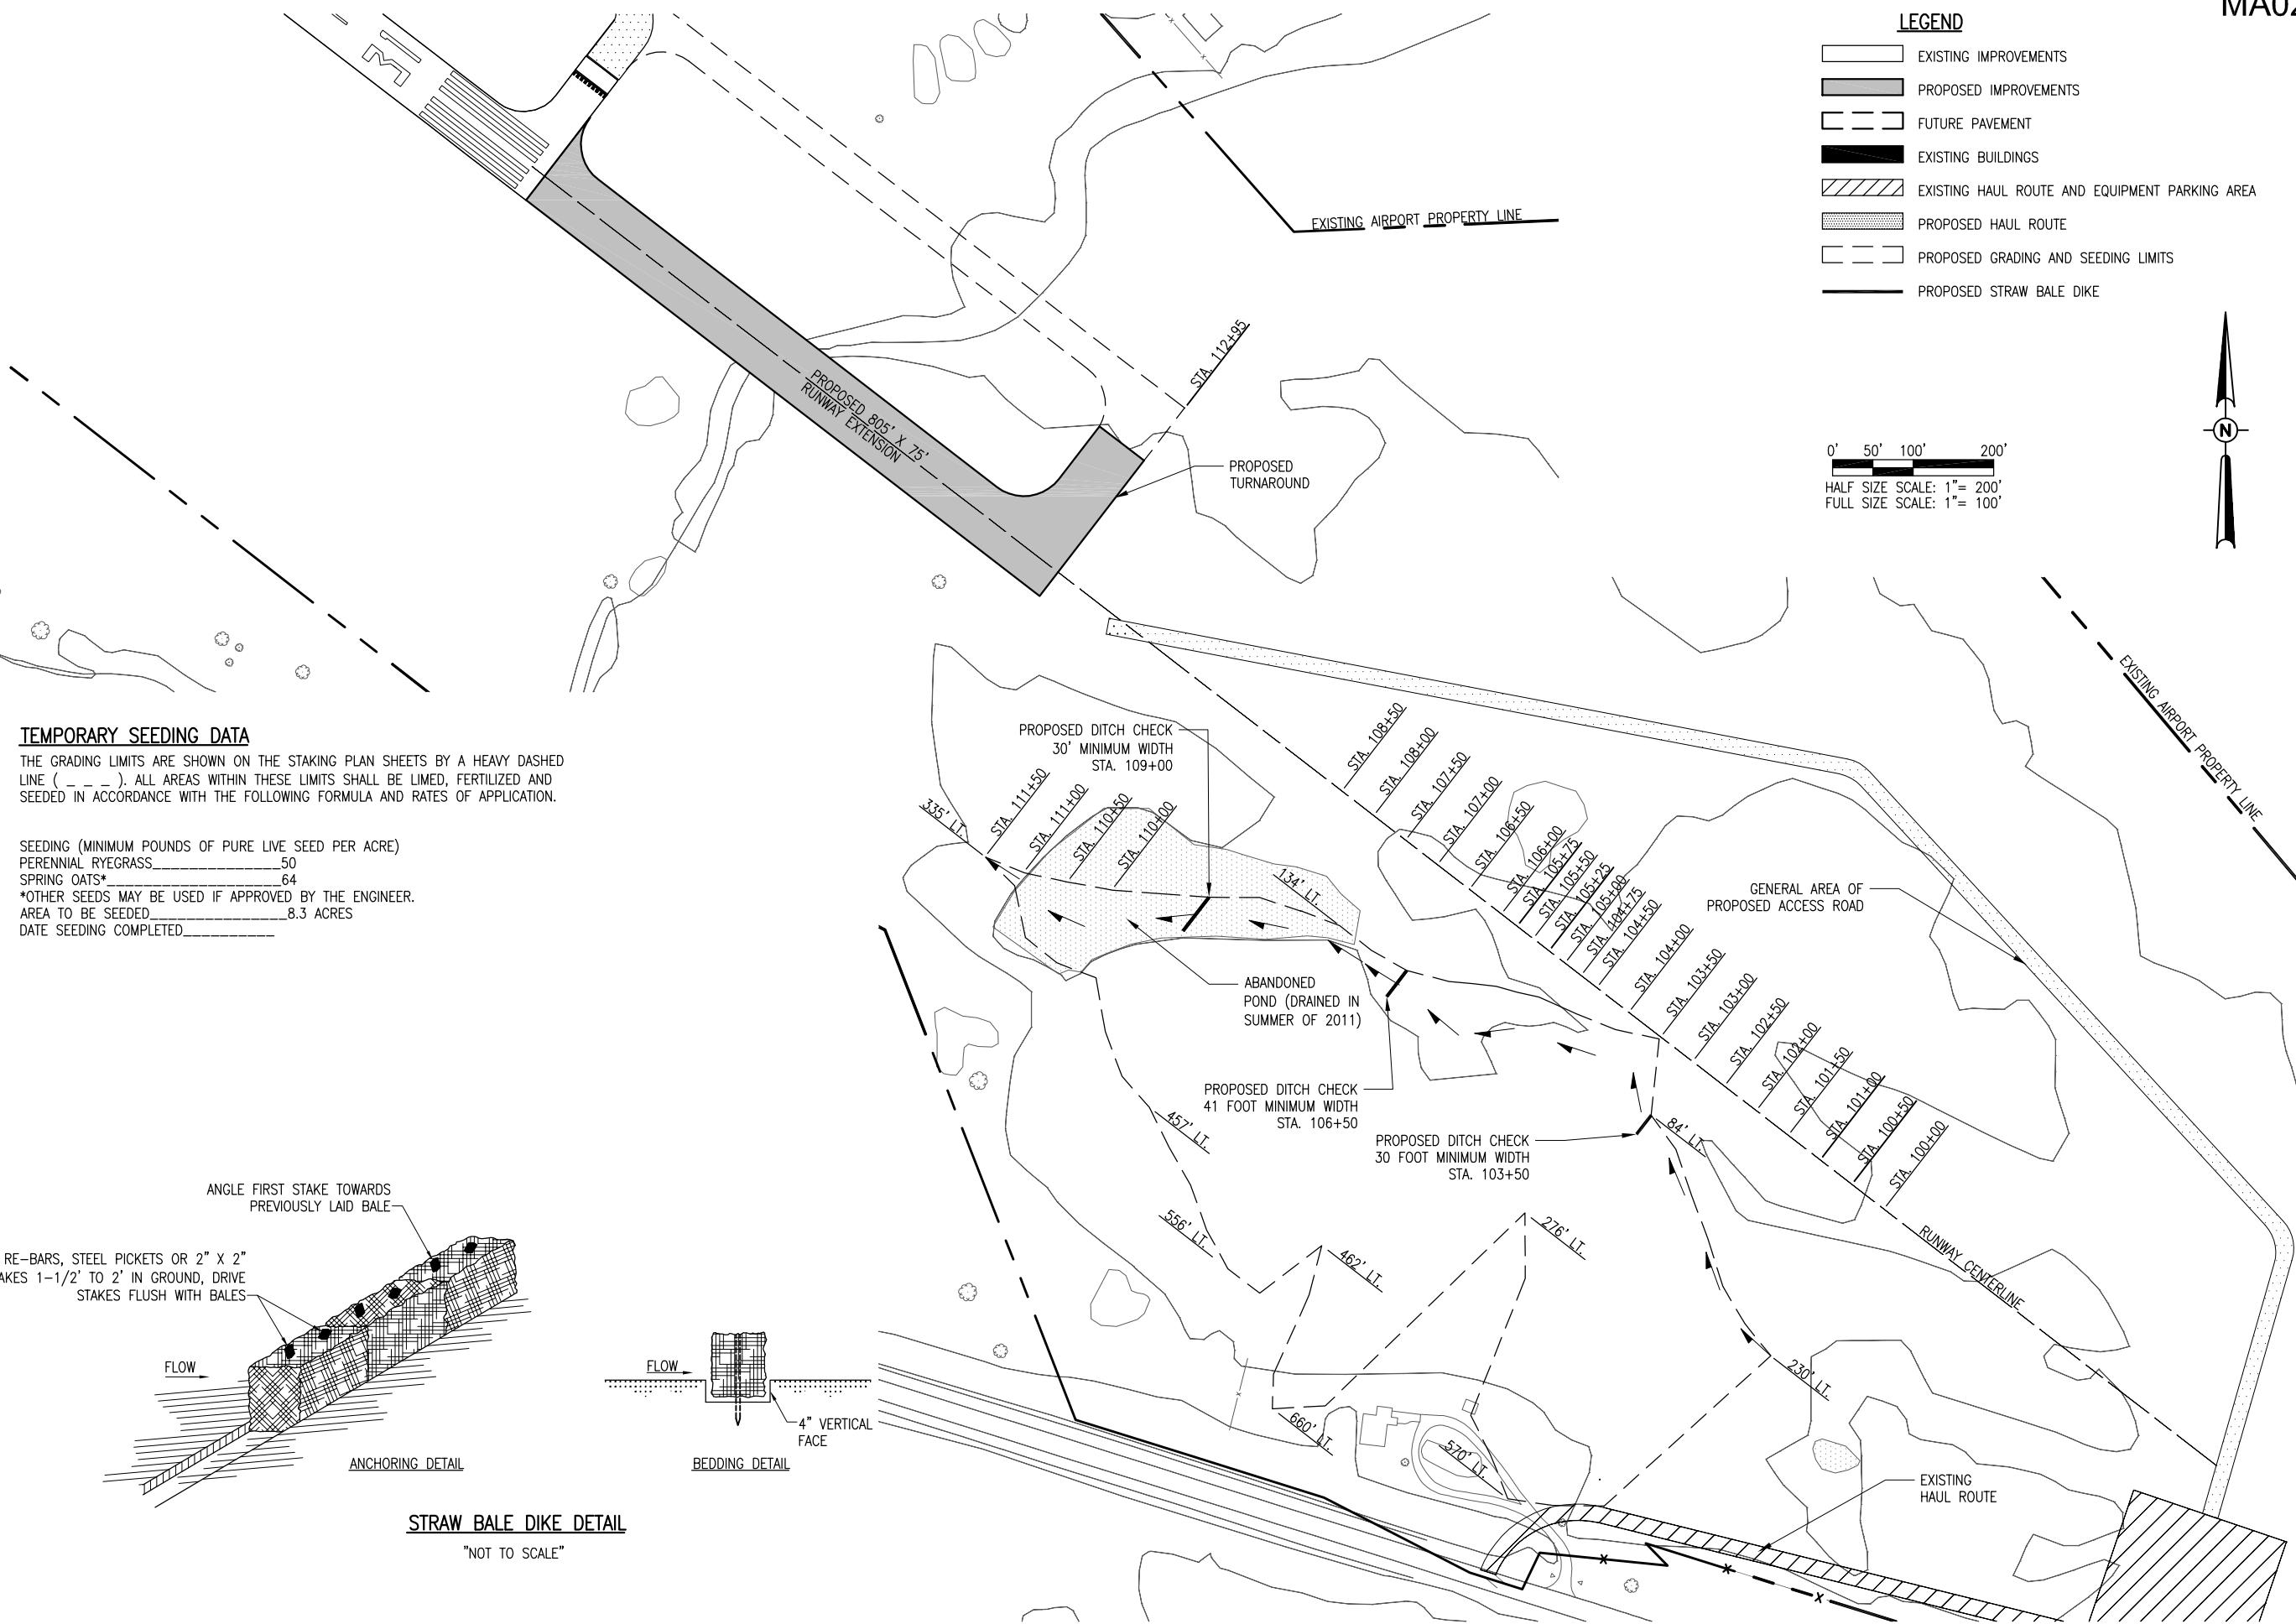 MA02
LEGEND
EXISTING IMPROVEMENTS
PROPOSED IMPROVEMENTS
FUTURE PAVEMENT
EXISTING BUILDINGS
EXISTING HAUL ROUTE AND EQUIPMENT PARKING AREA
PROPOSED HAUL ROUTE
PROPOSED GRADING AND SEEDING LIMITS
PROPOSED STRAW BALE DIKE
EXISTING AIRPORT PROPERTY LINE
STA. 112+95
PROPOSED 805' X 75'
RUNWAY EXTENSION
PROPOSED
TURNAROUND
N
0' 50' 100' 200'
HALF SIZE SCALE: 1"= 200'
FULL SIZE SCALE: 1"= 100'
EXISTING AIRPORT PROPERTY LINE
TEMPORARY SEEDING DATA
THE GRADING LIMITS ARE SHOWN ON THE STAKING PLAN SHEETS BY A HEAVY DASHED
LINE ( _ _ _ ). ALL AREAS WITHIN THESE LIMITS SHALL BE LIMED, FERTILIZED AND
SEEDED IN ACCORDANCE WITH THE FOLLOWING FORMULA AND RATES OF APPLICATION.
SEEDING (MINIMUM POUNDS OF PURE LIVE SEED PER ACRE)
PERENNIAL RYEGRASS______________50
SPRING OATS*___________________64
*OTHER SEEDS MAY BE USED IF APPROVED BY THE ENGINEER.
AREA TO BE SEEDED_______________8.3 ACRES
DATE SEEDING COMPLETED__________
PROPOSED DITCH CHECK
30' MINIMUM WIDTH
STA. 109+00
335' LT.
STA. 111+50
STA. 111+00
STA. 110+50
STA. 110+00
134' LT.
STA. 108+50
STA. 108+00
STA. 107+50
STA. 107+00
STA. 106+50
STA. 106+00
STA. 105+75
STA. 105+50
STA. 105+25
STA. 105+00
STA. 104+75
STA. 104+50
STA. 104+00
STA. 103+50
STA. 103+00
STA. 102+50
STA. 102+00
STA. 101+50
STA. 101+00
STA. 100+50
STA. 100+00
GENERAL AREA OF
PROPOSED ACCESS ROAD
ABANDONED
POND (DRAINED IN
SUMMER OF 2011)
PROPOSED DITCH CHECK
41 FOOT MINIMUM WIDTH
STA. 106+50
PROPOSED DITCH CHECK
30 FOOT MINIMUM WIDTH
STA. 103+50
457' LT.
84' LT.
556' LT.
462' LT.
276' LT.
RUNWAY CENTERLINE
230' LT.
660' LT.
570' LT.
EXISTING
HAUL ROUTE
ANGLE FIRST STAKE TOWARDS
PREVIOUSLY LAID BALE
RE-BARS, STEEL PICKETS OR 2" X 2"
AKES 1-1/2' TO 2' IN GROUND, DRIVE
STAKES FLUSH WITH BALES
FLOW
ANCHORING DETAIL
FLOW
4" VERTICAL
FACE
BEDDING DETAIL
STRAW BALE DIKE DETAIL
"NOT TO SCALE"